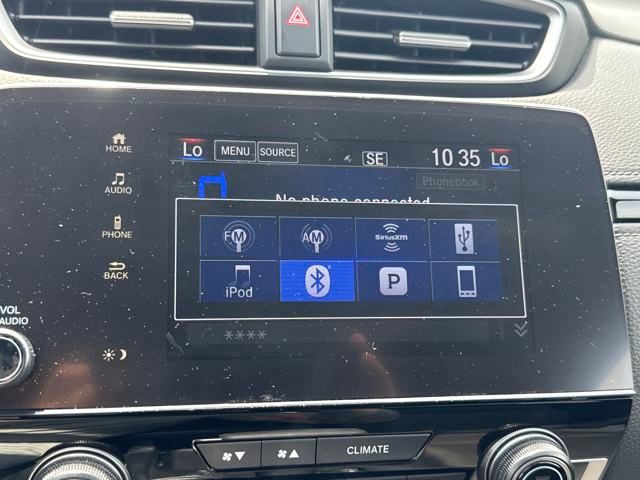 HOME
AUDIO
PHONE
BACK
VOL
AUDIO
Lo MENU SOURCE SE 10 35 Lo
Phonebook
No phone connected
FM AM SiriusXM
iPod P
****
CLIMATE